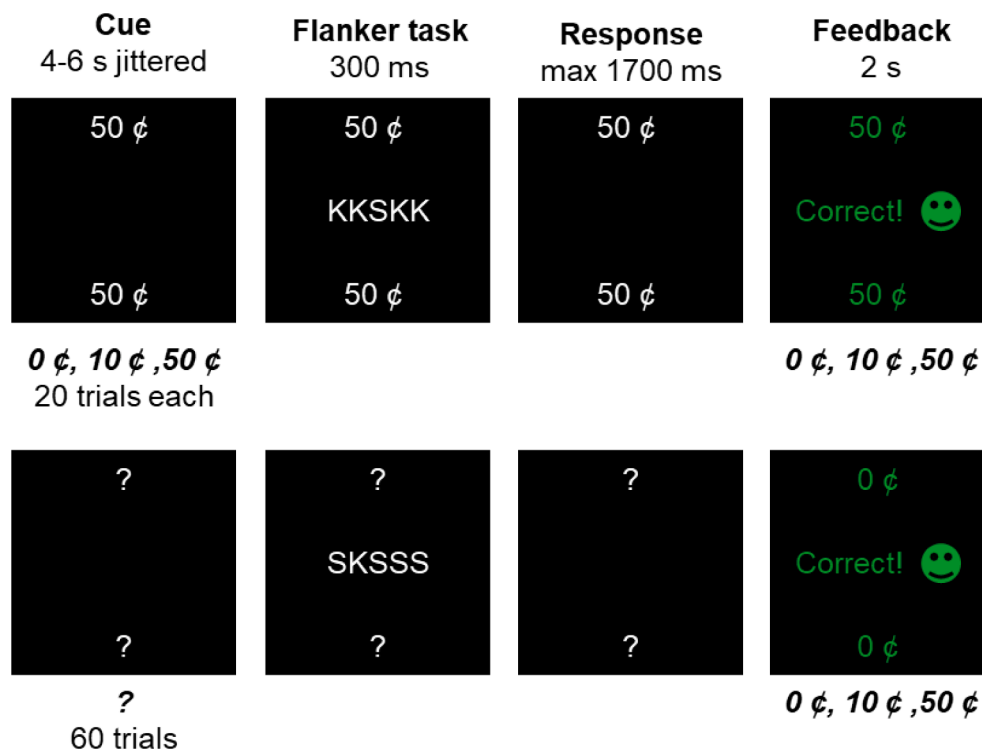 Cue
4-6 s jittered
Flanker task
300 ms
Response
max 1700 ms
Feedback
2 s
50 ¢
50 ¢
50 ¢
50 ¢
KKSKK
Correct!
50 ¢
50 ¢
50 ¢
50 ¢
0 ¢, 10 ¢ ,50 ¢
20 trials each
0 ¢, 10 ¢ ,50 ¢
?
?
?
0 ¢
SKSSS
Correct!
?
?
?
0 ¢
?
60 trials
0 ¢, 10 ¢ ,50 ¢